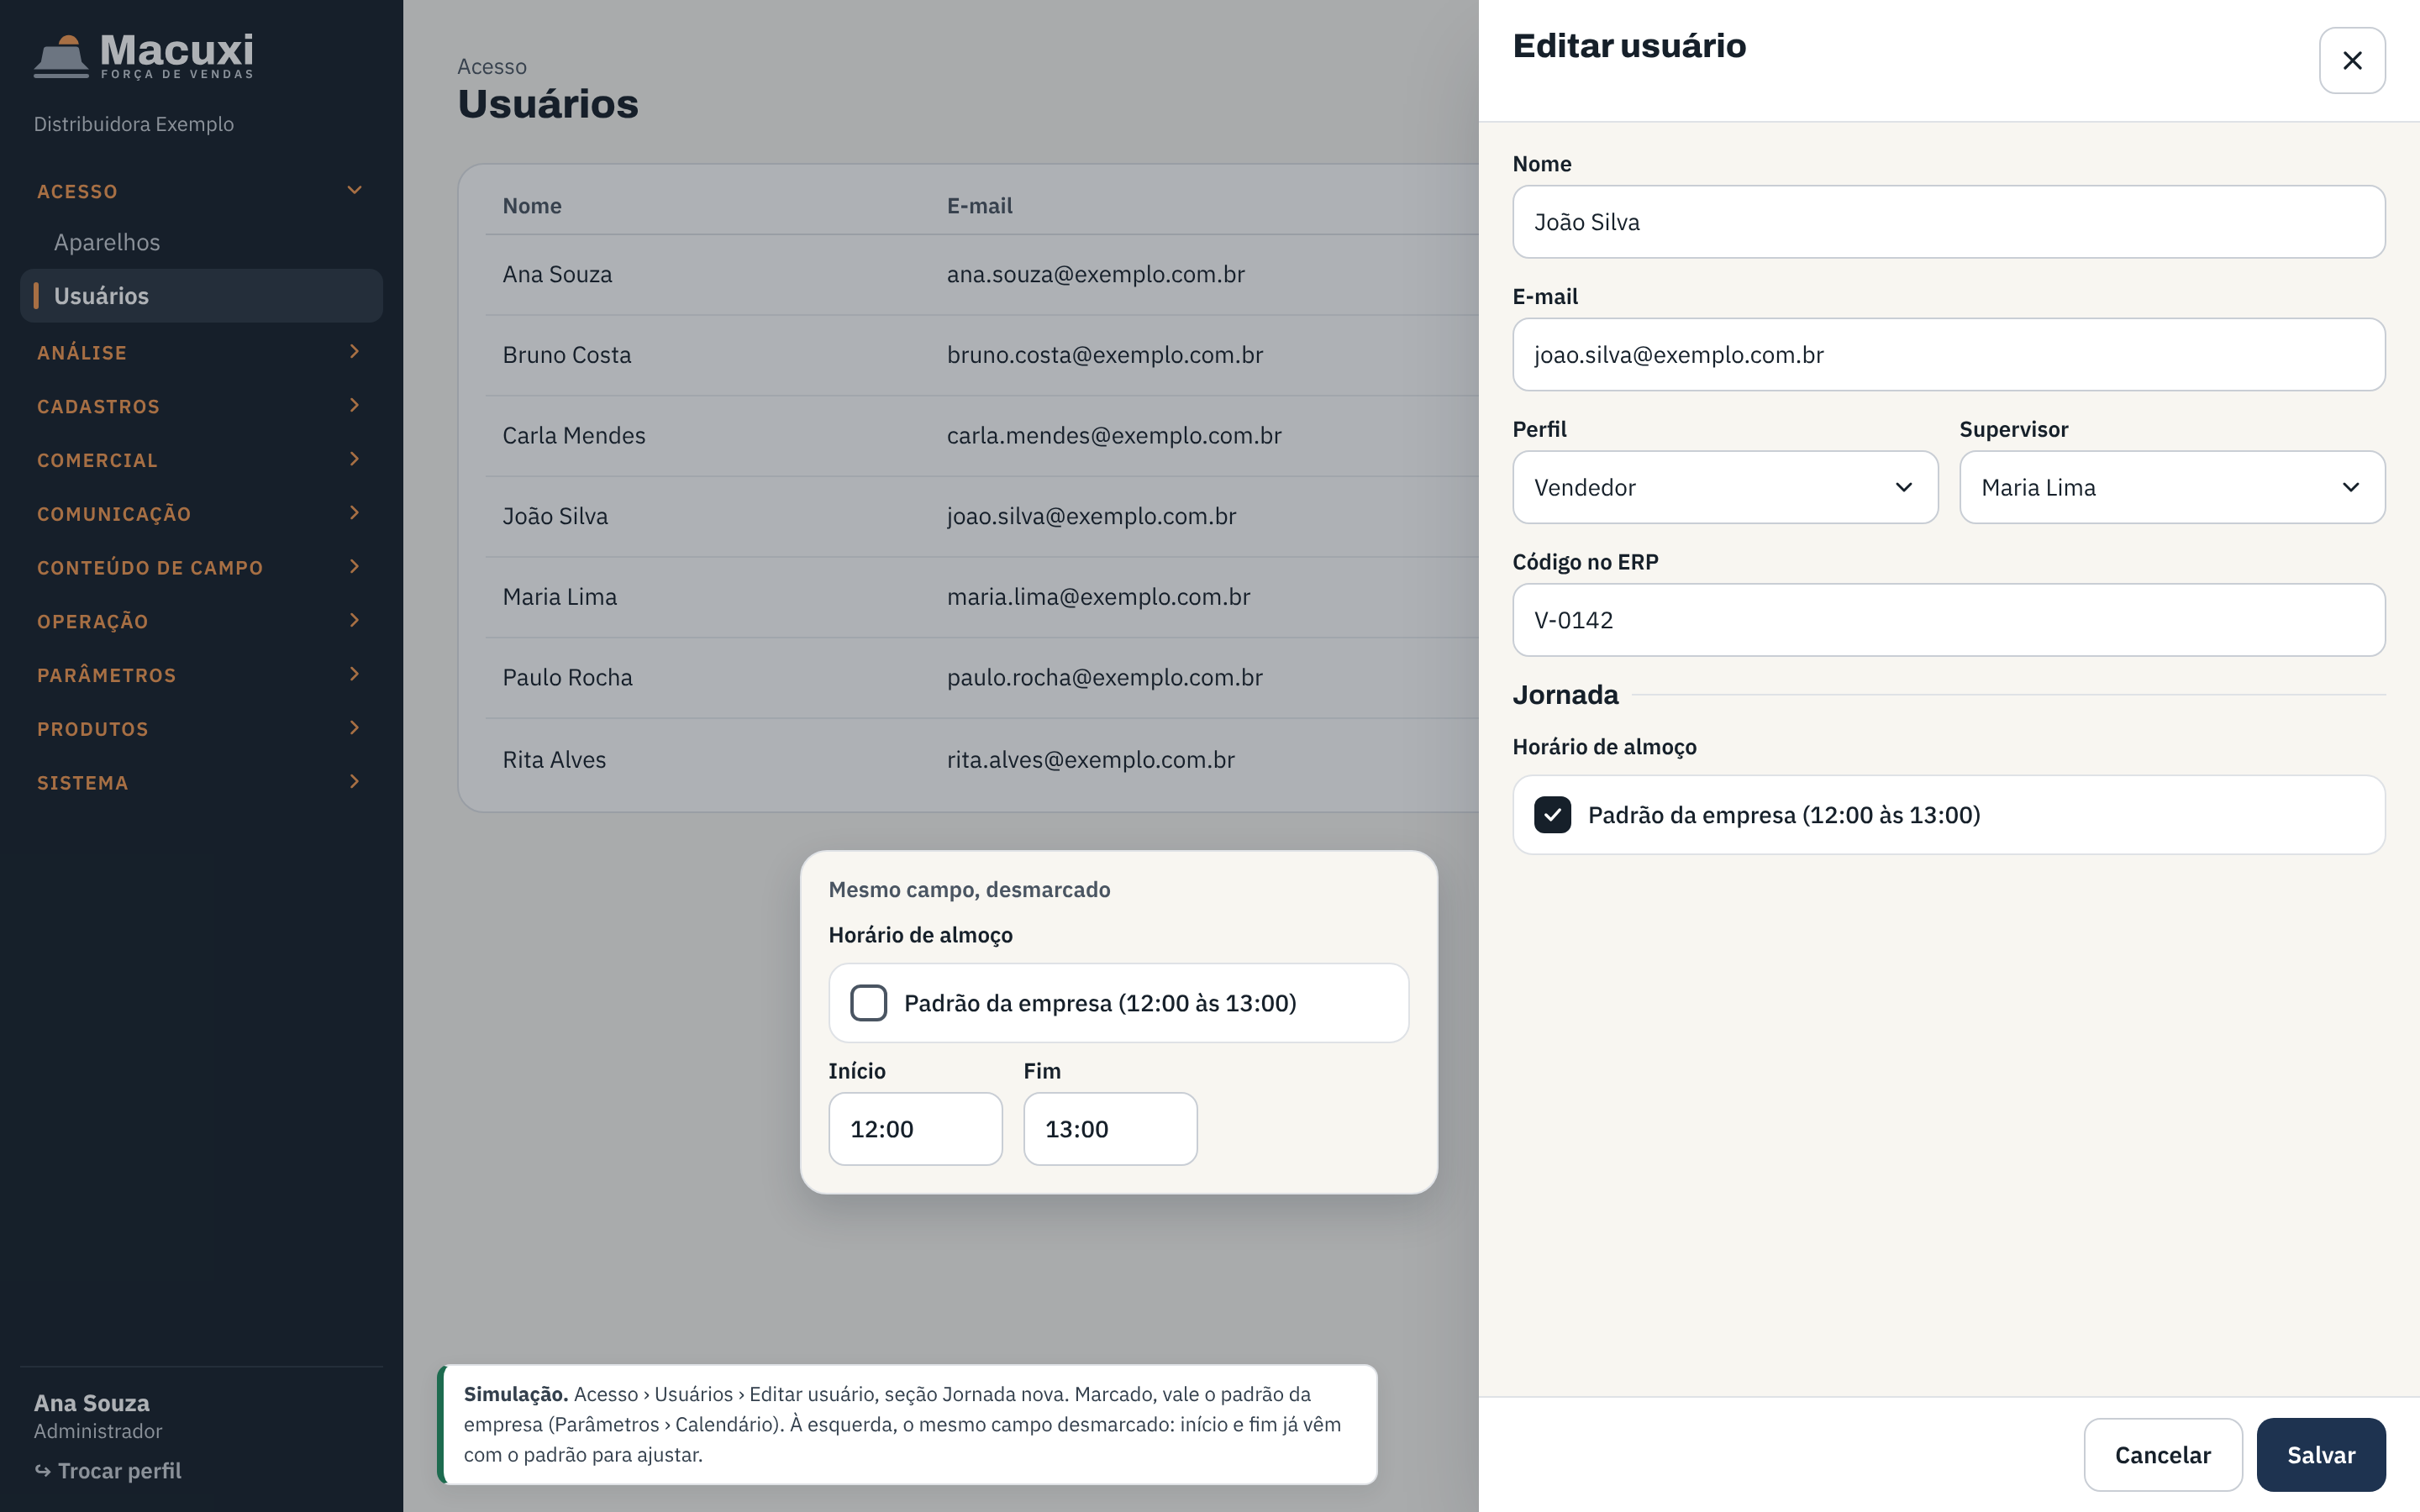 Macuxi
FORÇA DE VENDAS
Distribuidora Exemplo
ACESSO
Aparelhos
Usuários
ANÁLISE
CADASTROS
COMERCIAL
COMUNICAÇÃO
CONTEÚDO DE CAMPO
OPERAÇÃO
PARÂMETROS
PRODUTOS
SISTEMA
Ana Souza
Administrador
↪ Trocar perfil
Acesso
Usuários
Nome E-mail
Ana Souza ana.souza@exemplo.com.br
Bruno Costa bruno.costa@exemplo.com.br
Carla Mendes carla.mendes@exemplo.com.br
João Silva joao.silva@exemplo.com.br
Maria Lima maria.lima@exemplo.com.br
Paulo Rocha paulo.rocha@exemplo.com.br
Rita Alves rita.alves@exemplo.com.br
Mesmo campo, desmarcado
Horário de almoço
Padrão da empresa (12:00 às 13:00)
Início Fim
12:00 13:00
Simulação. Acesso › Usuários › Editar usuário, seção Jornada nova. Marcado, vale o padrão da
empresa (Parâmetros › Calendário). À esquerda, o mesmo campo desmarcado: início e fim já vêm
com o padrão para ajustar.
Editar usuário
Nome
João Silva
E-mail
joao.silva@exemplo.com.br
Perfil Supervisor
Vendedor Maria Lima
Código no ERP
V-0142
Jornada
Horário de almoço
Padrão da empresa (12:00 às 13:00)
Cancelar Salvar